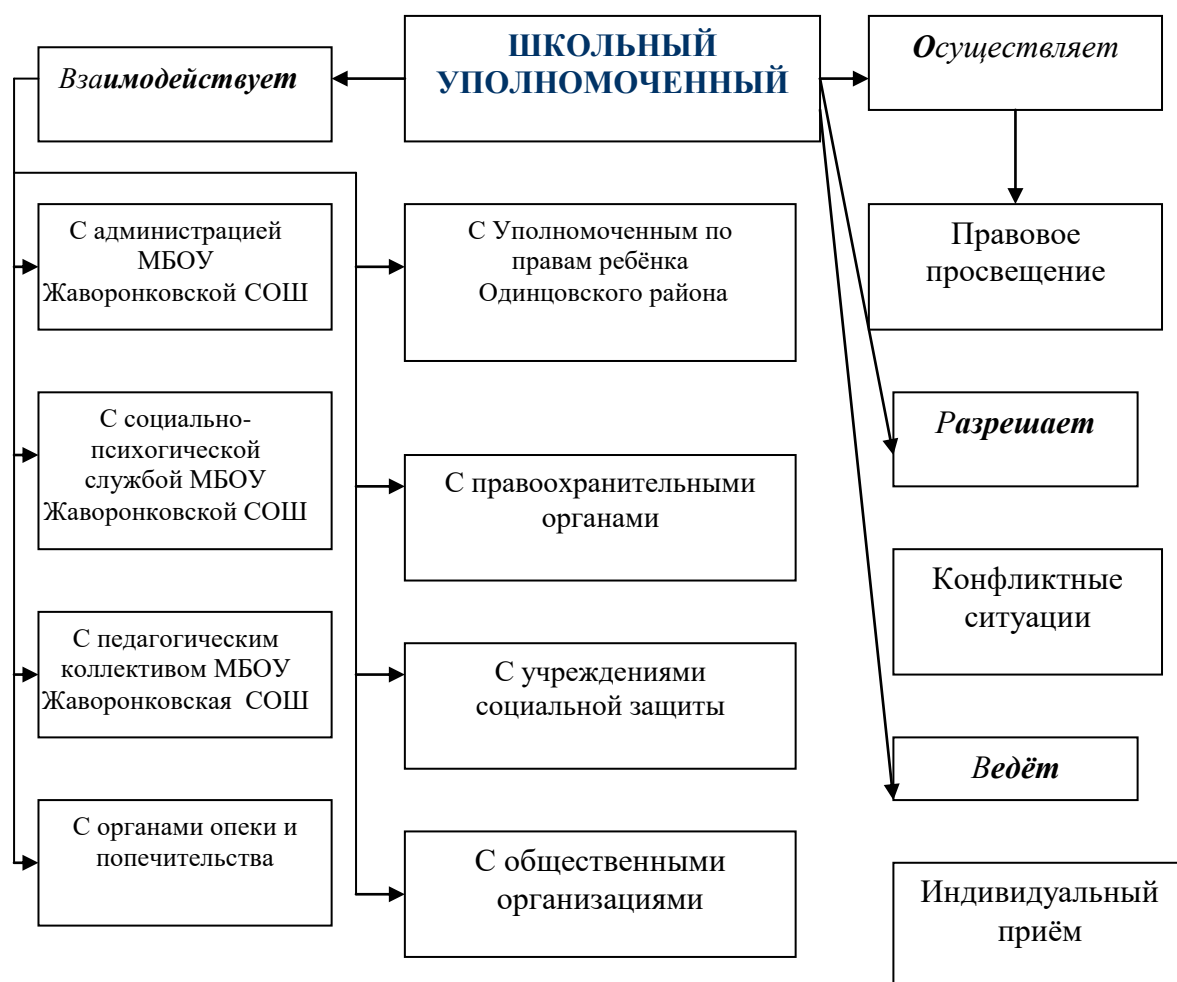 ШКОЛЬНЫЙ
УПОЛНОМОЧЕННЫЙ
Взаимодействует
Осуществляет
С администрацией
МБОУ
Жаворонковской СОШ
С Уполномоченным по
правам ребёнка
Одинцовского района
Правовое
просвещение
С социально-
психогической
службой МБОУ
Жаворонковской СОШ
С правоохранительными
органами
Разрешает
Конфликтные
ситуации
С педагогическим
коллективом МБОУ
Жаворонковская СОШ
С учреждениями
социальной защиты
Ведёт
С органами опеки и
попечительства
С общественными
организациями
Индивидуальный
приём